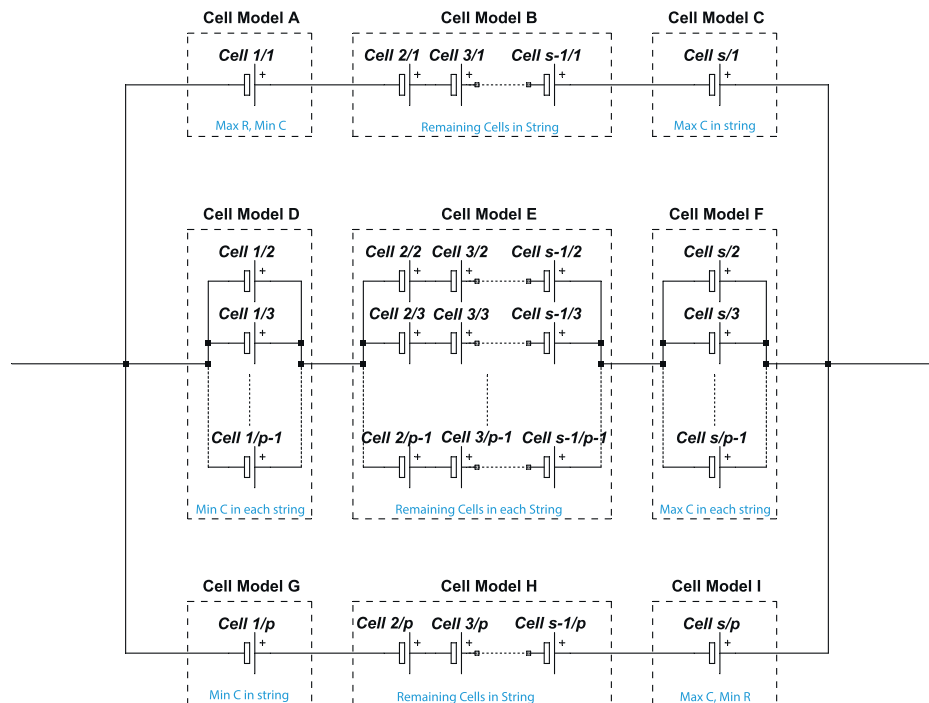 Cell Model A Cell Model B Cell Model C
Cell 1/1 Cell 2/1 Cell 3/1 Cell s-1/1 Cell s/1
+ + + + +
Max R, Min C Remaining Cells in String Max C in string
Cell Model D Cell Model E Cell Model F
Cell 1/2 Cell 2/2 Cell 3/2 Cell s-1/2 Cell s/2
+ + + + +
Cell 1/3 Cell 2/3 Cell 3/3 Cell s-1/3 Cell s/3
+ + + + +
Cell 1/p-1 Cell 2/p-1 Cell 3/p-1 Cell s-1/p-1 Cell s/p-1
+ + + + +
Min C in each string Remaining Cells in each String Max C in each string
Cell Model G Cell Model H Cell Model I
Cell 1/p Cell 2/p Cell 3/p Cell s-1/p Cell s/p
+ + + + +
Min C in string Remaining Cells in String Max C, Min R